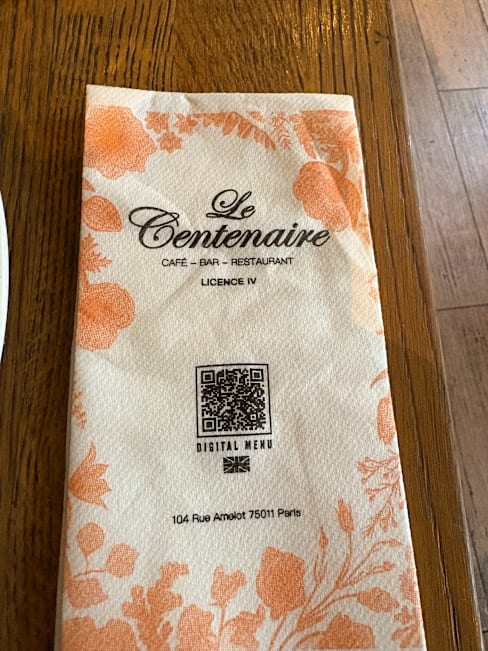 Le
Centenaire
CAFÉ – BAR – RESTAURANT
LICENCE IV
DIGITAL MENU
104 Rue Amelot 75011 Paris